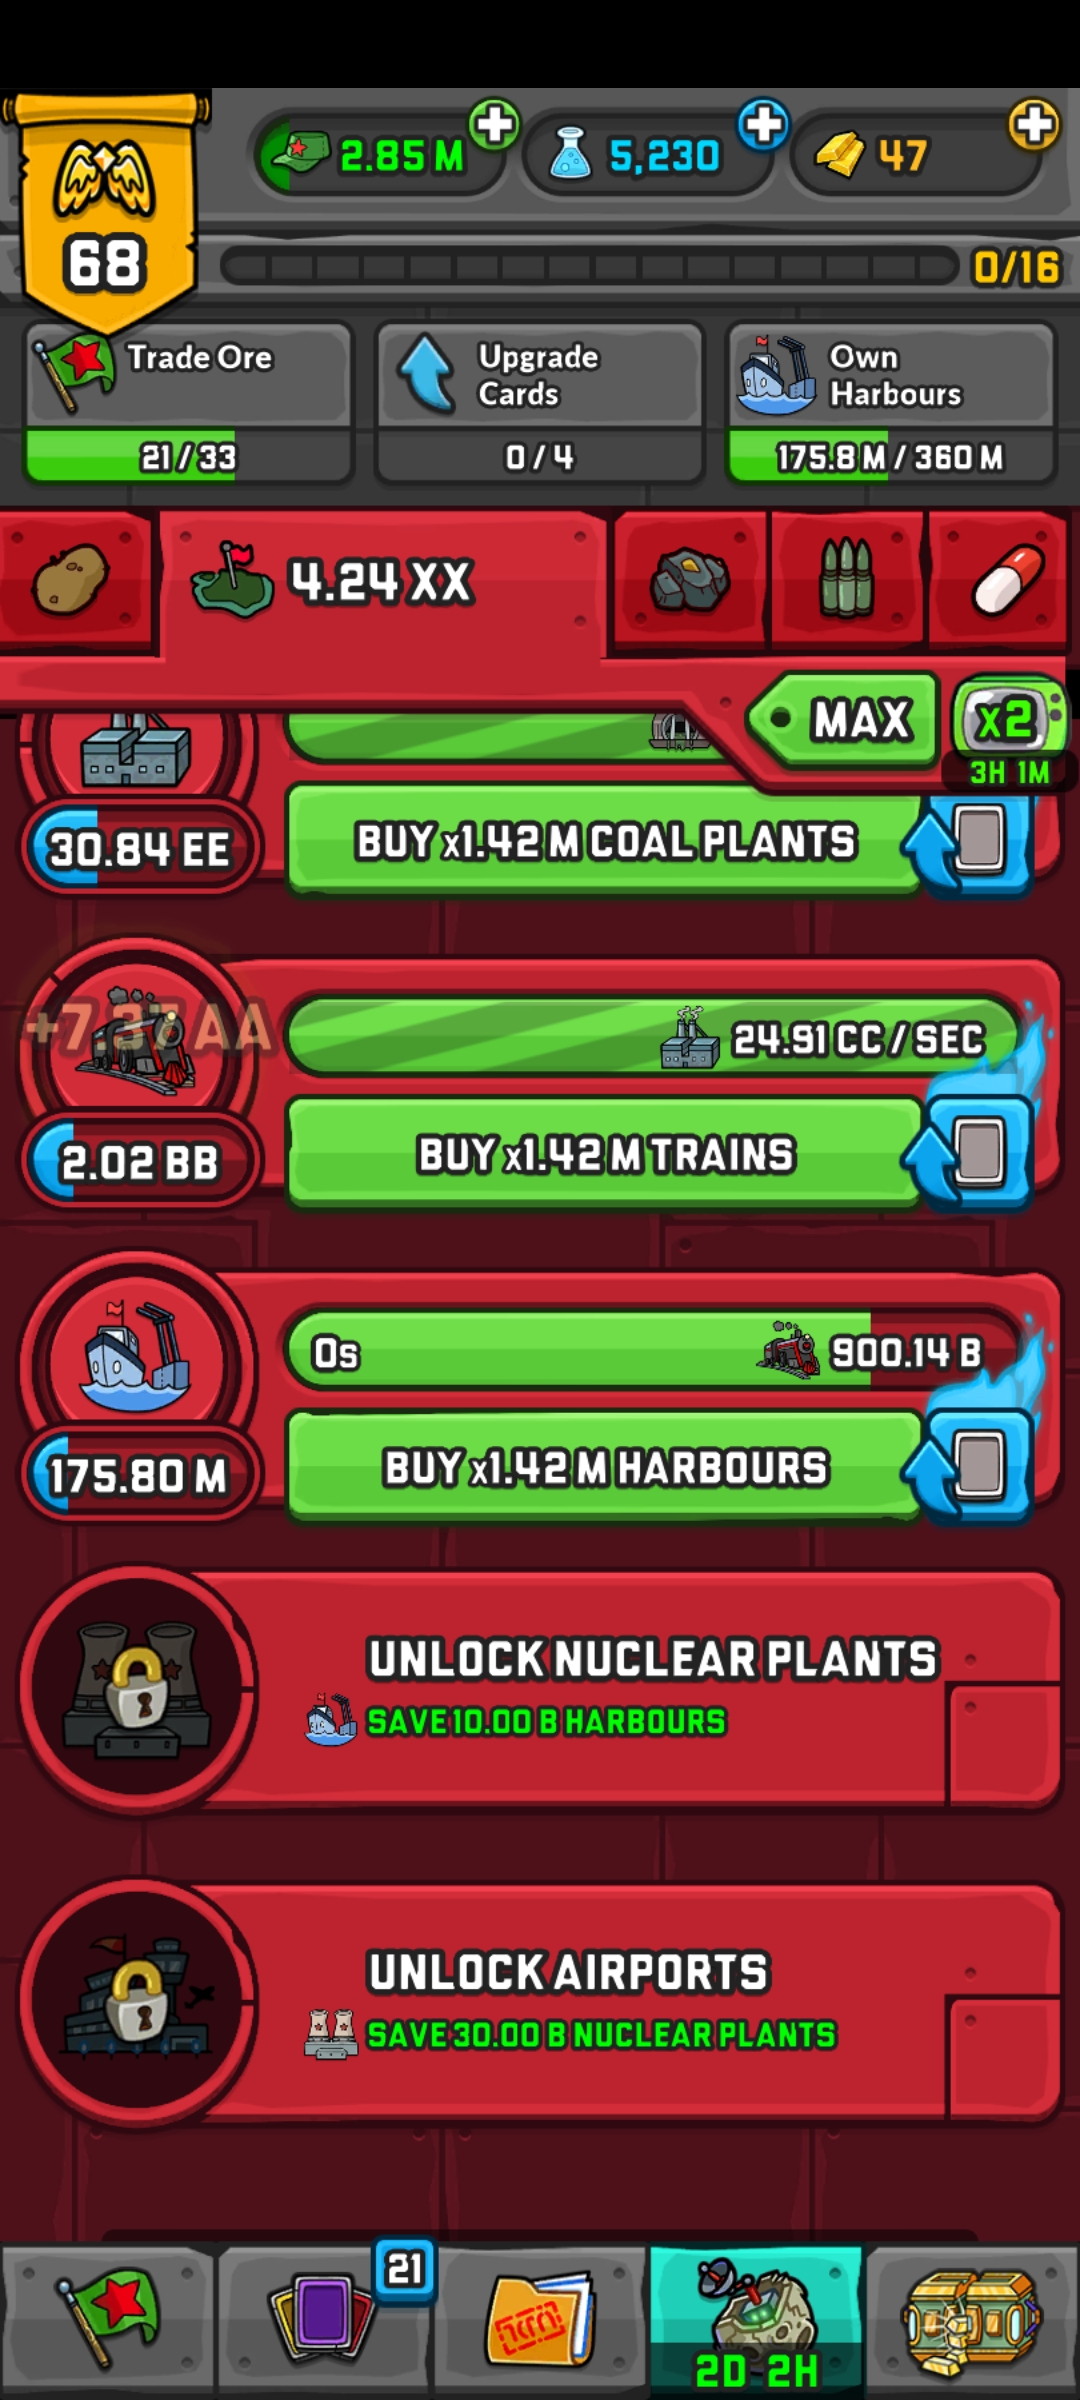 2.85 M
5,230
47
68
0/16
Trade Ore
21 / 33
Upgrade
Cards
0 / 4
Own
Harbours
175.8 M / 360 M
4.24 XX
MAX
x2
3H 1M
30.84 EE
BUY x1.42 M COAL PLANTS
+7.37 AA
24.91 CC / SEC
2.02 BB
BUY x1.42 M TRAINS
0s
900.14 B
175.80 M
BUY x1.42 M HARBOURS
UNLOCK NUCLEAR PLANTS
SAVE 10.00 B HARBOURS
UNLOCK AIRPORTS
SAVE 30.00 B NUCLEAR PLANTS
21
2D 2H